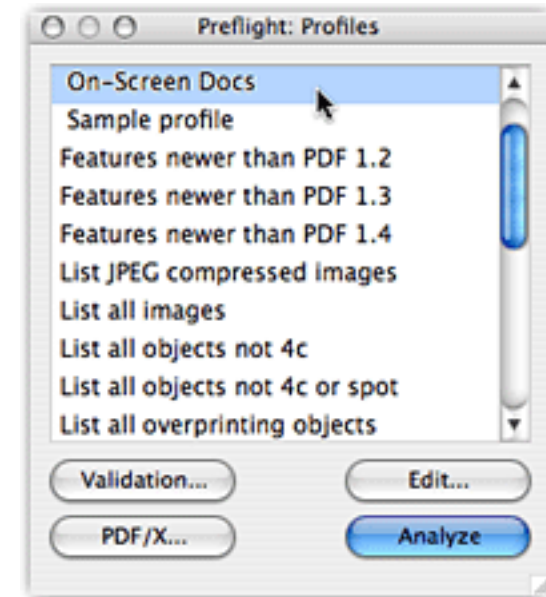 Preflight: Profiles
On-Screen Docs
Sample profile
Features newer than PDF 1.2
Features newer than PDF 1.3
Features newer than PDF 1.4
List JPEG compressed images
List all images
List all objects not 4c
List all objects not 4c or spot
List all overprinting objects
Validation... Edit...
PDF/X... Analyze